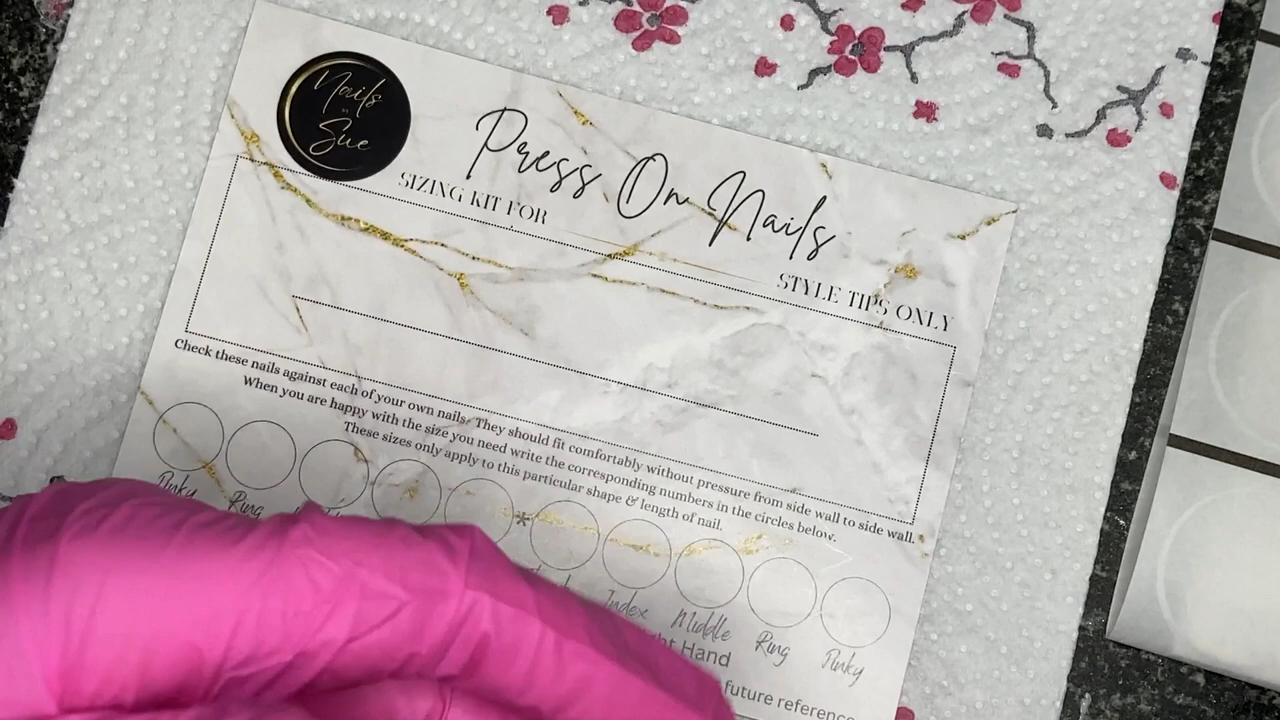 Nails
Sue
Press On Nails
SIZING KIT FOR
STYLE TIPS ONLY
Check these nails against each of your own nails. They should fit comfortably without pressure from side wall to side wall.
When you are happy with the size you need write the corresponding numbers in the circles below.
These sizes only apply to this particular shape & length of nail.
*
Pinky Ring Index Middle Ring Pinky
Hand
future reference